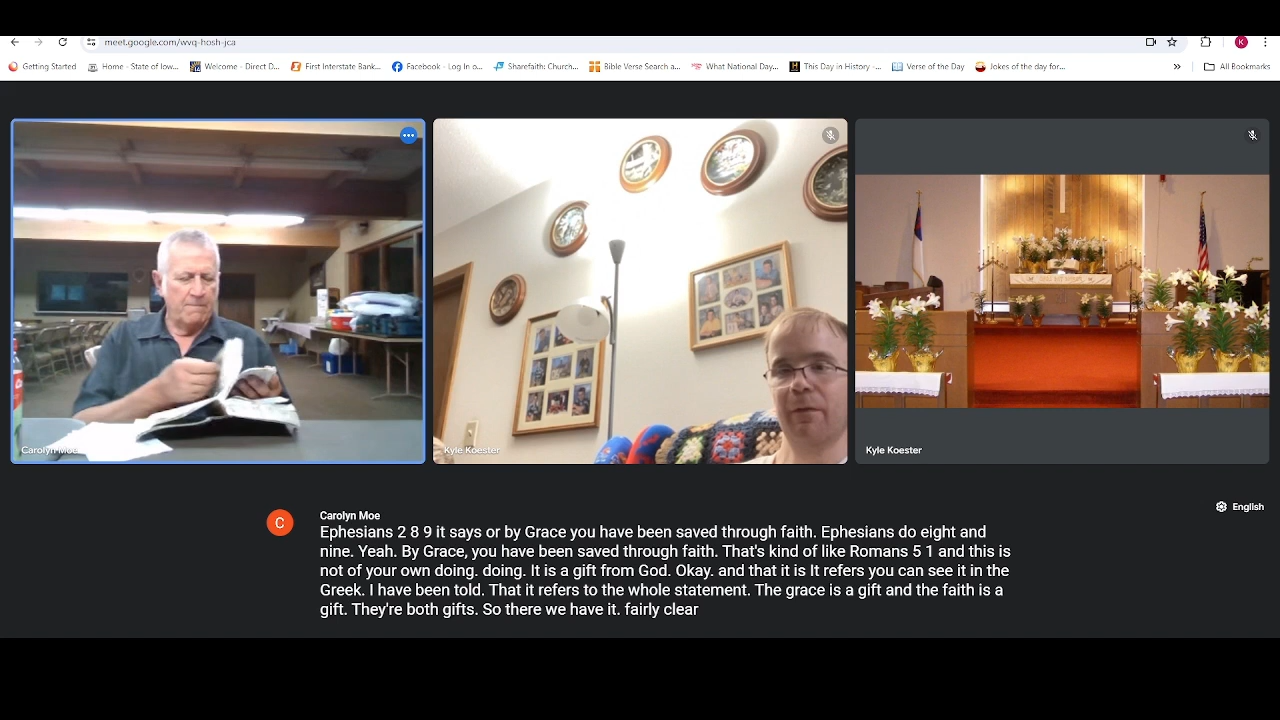 meet.google.com/wvq-hosh-jca
K
Getting Started
Home - State of Iow...
Welcome - Direct D...
First Interstate Bank...
Facebook - Log In o...
Sharefaith: Church...
Bible Verse Search a...
What National Day...
This Day in History -...
Verse of the Day
Jokes of the day for...
»
All Bookmarks
Carolyn Moe
Kyle Koester
Kyle Koester
English
C
Carolyn Moe
Ephesians 2 8 9 it says or by Grace you have been saved through faith. Ephesians do eight and
nine. Yeah. By Grace, you have been saved through faith. That's kind of like Romans 5 1 and this is
not of your own doing. doing. It is a gift from God. Okay. and that it is It refers you can see it in the
Greek. I have been told. That it refers to the whole statement. The grace is a gift and the faith is a
gift. They're both gifts. So there we have it. fairly clear